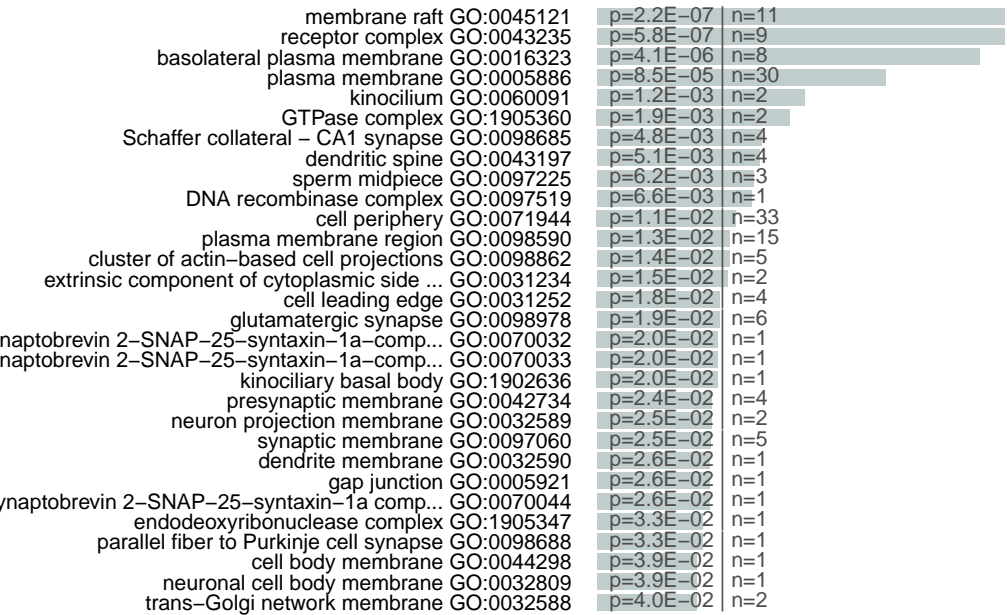 membrane raft GO:0045121 p=2.2E−07 n=11
receptor complex GO:0043235 p=5.8E−07 n=9
basolateral plasma membrane GO:0016323 p=4.1E−06 n=8
plasma membrane GO:0005886 p=8.5E−05 n=30
kinocilium GO:0060091 p=1.2E−03 n=2
GTPase complex GO:1905360 p=1.9E−03 n=2
Schaffer collateral − CA1 synapse GO:0098685 p=4.8E−03 n=4
dendritic spine GO:0043197 p=5.1E−03 n=4
sperm midpiece GO:0097225 p=6.2E−03 n=3
DNA recombinase complex GO:0097519 p=6.6E−03 n=1
cell periphery GO:0071944 p=1.1E−02 n=33
plasma membrane region GO:0098590 p=1.3E−02 n=15
cluster of actin−based cell projections GO:0098862 p=1.4E−02 n=5
extrinsic component of cytoplasmic side ... GO:0031234 p=1.5E−02 n=2
cell leading edge GO:0031252 p=1.8E−02 n=4
glutamatergic synapse GO:0098978 p=1.9E−02 n=6
naptobrevin 2−SNAP−25−syntaxin−1a−comp... GO:0070032 p=2.0E−02 n=1
naptobrevin 2−SNAP−25−syntaxin−1a−comp... GO:0070033 p=2.0E−02 n=1
kinociliary basal body GO:1902636 p=2.0E−02 n=1
presynaptic membrane GO:0042734 p=2.4E−02 n=4
neuron projection membrane GO:0032589 p=2.5E−02 n=2
synaptic membrane GO:0097060 p=2.5E−02 n=5
dendrite membrane GO:0032590 p=2.6E−02 n=1
gap junction GO:0005921 p=2.6E−02 n=1
ynaptobrevin 2−SNAP−25−syntaxin−1a comp... GO:0070044 p=2.6E−02 n=1
endodeoxyribonuclease complex GO:1905347 p=3.3E−02 n=1
parallel fiber to Purkinje cell synapse GO:0098688 p=3.3E−02 n=1
cell body membrane GO:0044298 p=3.9E−02 n=1
neuronal cell body membrane GO:0032809 p=3.9E−02 n=1
trans−Golgi network membrane GO:0032588 p=4.0E−02 n=2